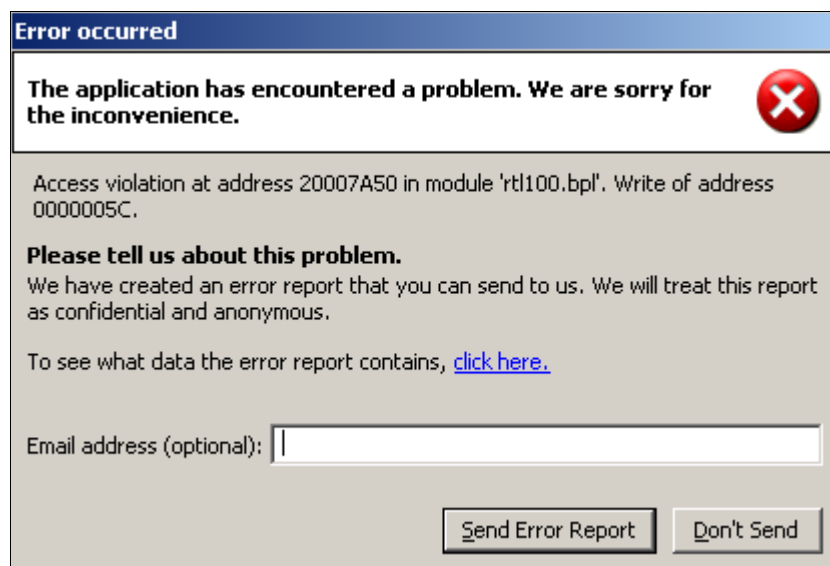 Error occurred
The application has encountered a problem. We are sorry for
the inconvenience.
Access violation at address 20007A50 in module 'rtl100.bpl'. Write of address
0000005C.
Please tell us about this problem.
We have created an error report that you can send to us. We will treat this report
as confidential and anonymous.
To see what data the error report contains, click here.
Email address (optional):
Send Error Report
Don't Send